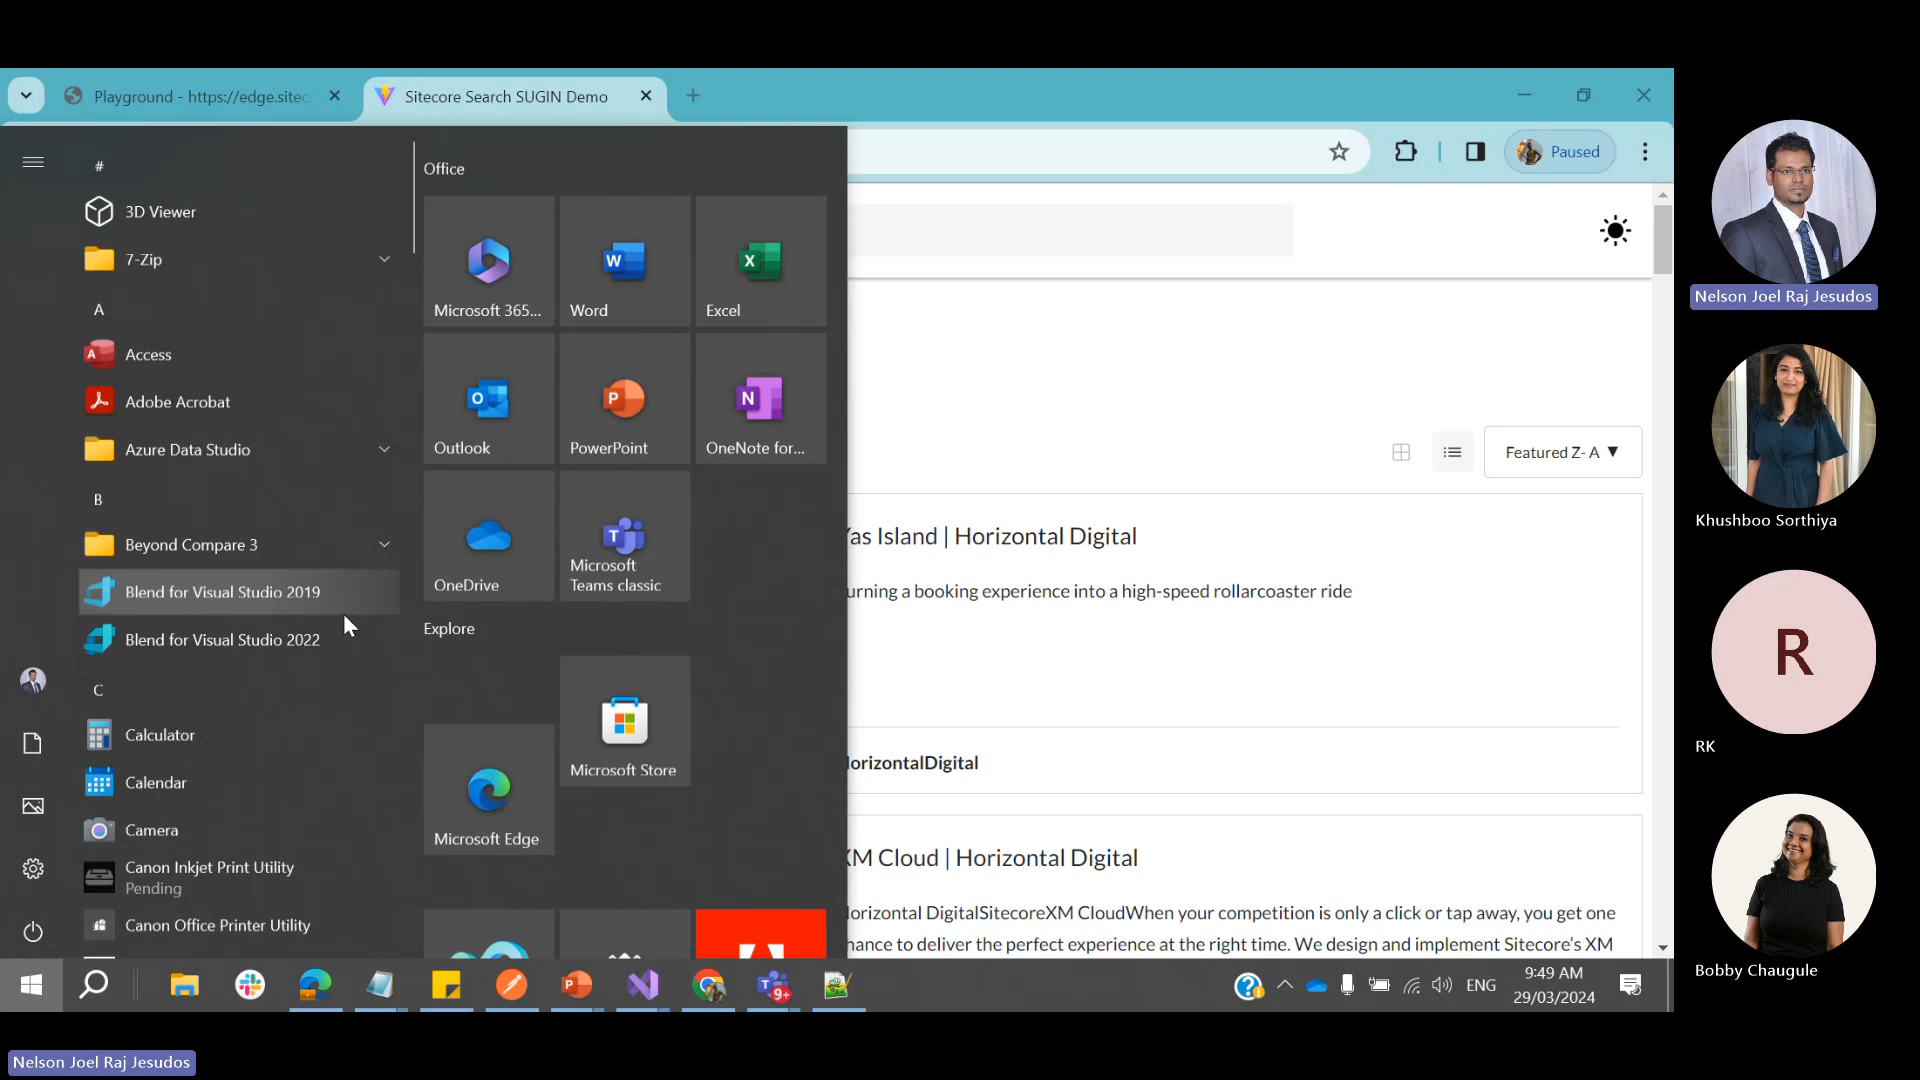 Playground - https://edge.sitec
Sitecore Search SUGIN Demo
Paused
#
3D Viewer
7-Zip
A
Access
Adobe Acrobat
Azure Data Studio
B
Beyond Compare 3
Blend for Visual Studio 2019
Blend for Visual Studio 2022
C
Calculator
Calendar
Camera
Canon Inkjet Print Utility
Pending
Canon Office Printer Utility
Office
Microsoft 365...
Word
Excel
Outlook
PowerPoint
OneNote for...
OneDrive
Microsoft
Teams classic
Explore
Microsoft Store
Microsoft Edge
Featured Z- A ▼
Yas Island | Horizontal Digital
urning a booking experience into a high-speed rollarcoaster ride
orizontalDigital
XM Cloud | Horizontal Digital
orizontal DigitalSitecoreXM CloudWhen your competition is only a click or tap away, you get one
hance to deliver the perfect experience at the right time. We design and implement Sitecore's XM
9+
ENG
9:49 AM
29/03/2024
Nelson Joel Raj Jesudos
Khushboo Sorthiya
R
RK
Bobby Chaugule
Nelson Joel Raj Jesudos